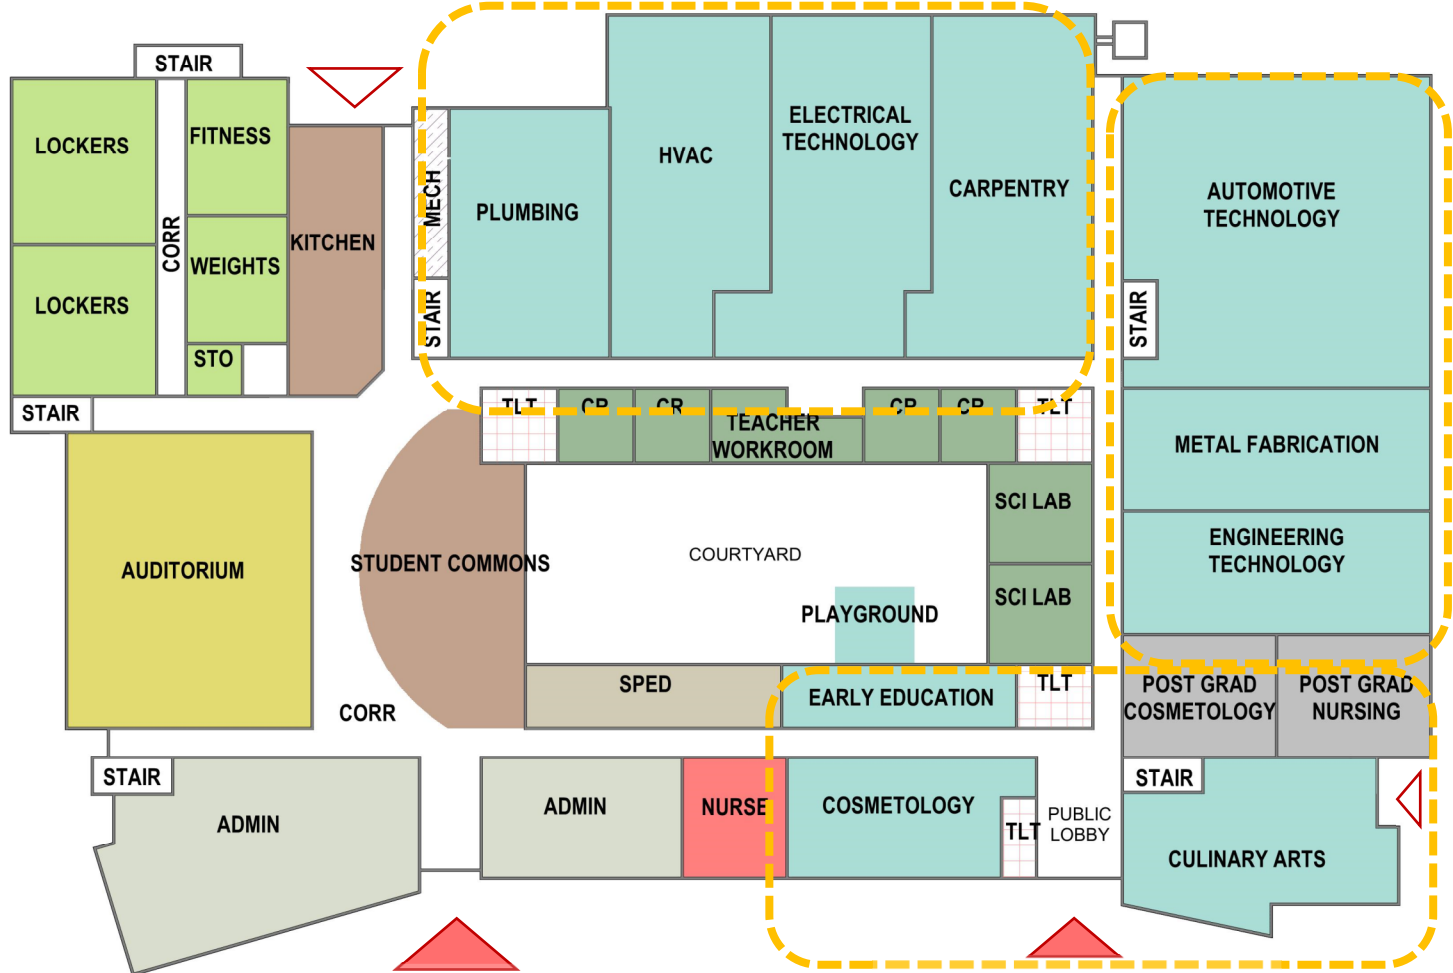 STAIR
LOCKERS
FITNESS
CORR
WEIGHTS
LOCKERS
STO
KITCHEN
STAIR
MECH
STAIR
PLUMBING
HVAC
ELECTRICAL
TECHNOLOGY
CARPENTRY
AUTOMOTIVE
TECHNOLOGY
STAIR
METAL FABRICATION
ENGINEERING
TECHNOLOGY
TLT
CR
CR
TEACHER
WORKROOM
CR
CR
TLT
AUDITORIUM
STUDENT COMMONS
COURTYARD
SCI LAB
SCI LAB
PLAYGROUND
CORR
SPED
EARLY EDUCATION
TLT
POST GRAD
COSMETOLOGY
POST GRAD
NURSING
STAIR
ADMIN
ADMIN
NURSE
COSMETOLOGY
TLT
PUBLIC
LOBBY
STAIR
CULINARY ARTS